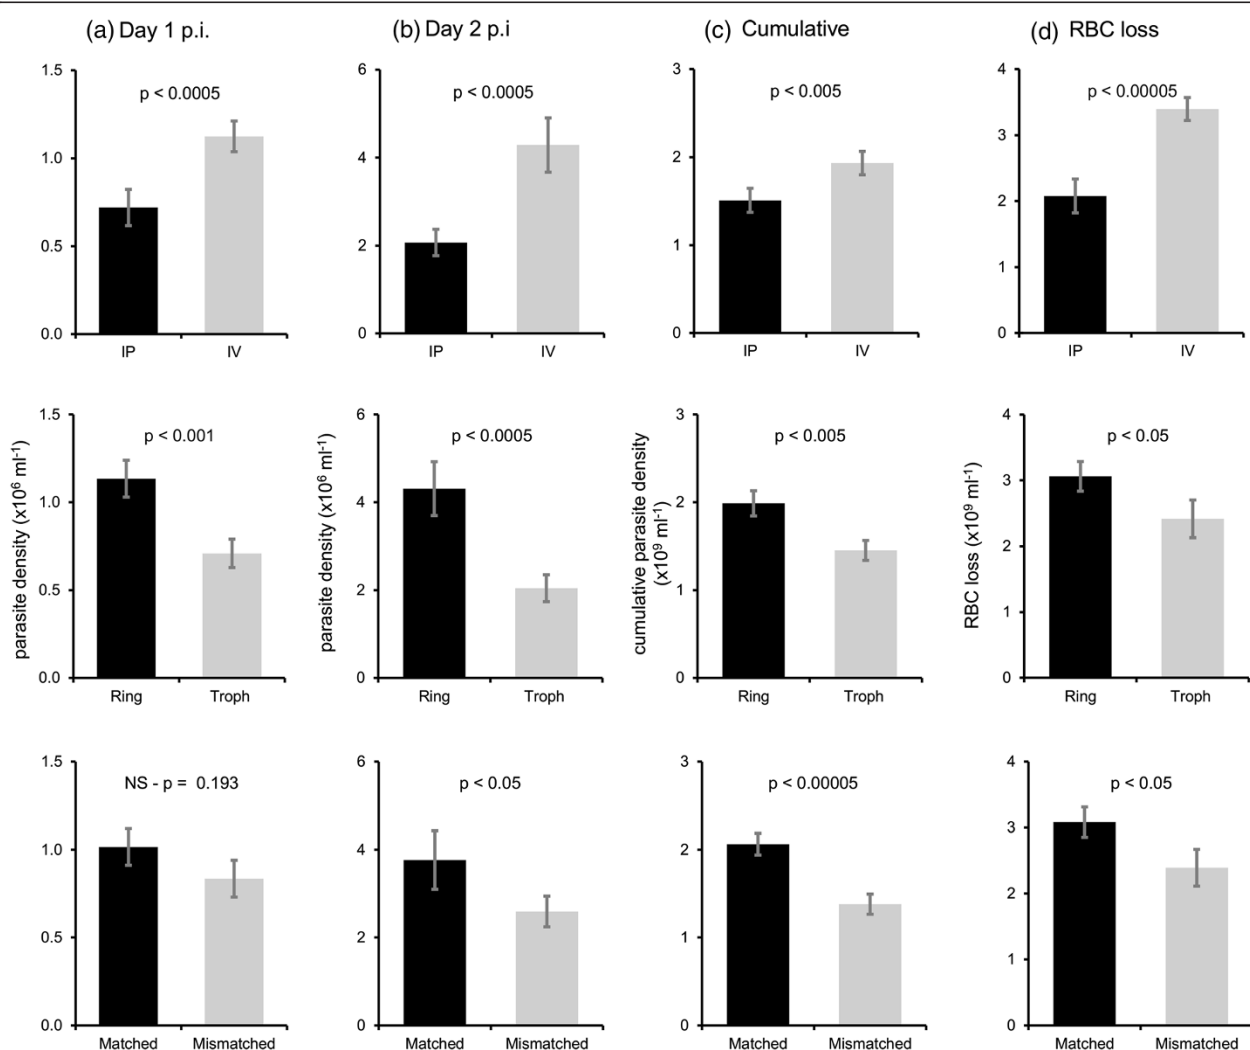 (a) Day 1 p.i.
(b) Day 2 p.i
(c) Cumulative
(d) RBC loss
1.5
1.0
0.5
0.0
p < 0.0005
IP IV
6
4
2
0
p < 0.0005
IP IV
3
2
1
0
p < 0.005
IP IV
4
3
2
1
0
p < 0.00005
IP IV
parasite density (x10⁶ ml⁻¹)
1.5
1.0
0.5
0.0
p < 0.001
Ring Troph
parasite density (x10⁶ ml⁻¹)
6
4
2
0
p < 0.0005
Ring Troph
cumulative parasite density
(x10⁹ ml⁻¹)
3
2
1
0
p < 0.005
Ring Troph
RBC loss (x10⁹ ml⁻¹)
4
3
2
1
0
p < 0.05
Ring Troph
1.5
1.0
0.5
0.0
NS - p = 0.193
Matched Mismatched
6
4
2
0
p < 0.05
Matched Mismatched
3
2
1
0
p < 0.00005
Matched Mismatched
4
3
2
1
0
p < 0.05
Matched Mismatched